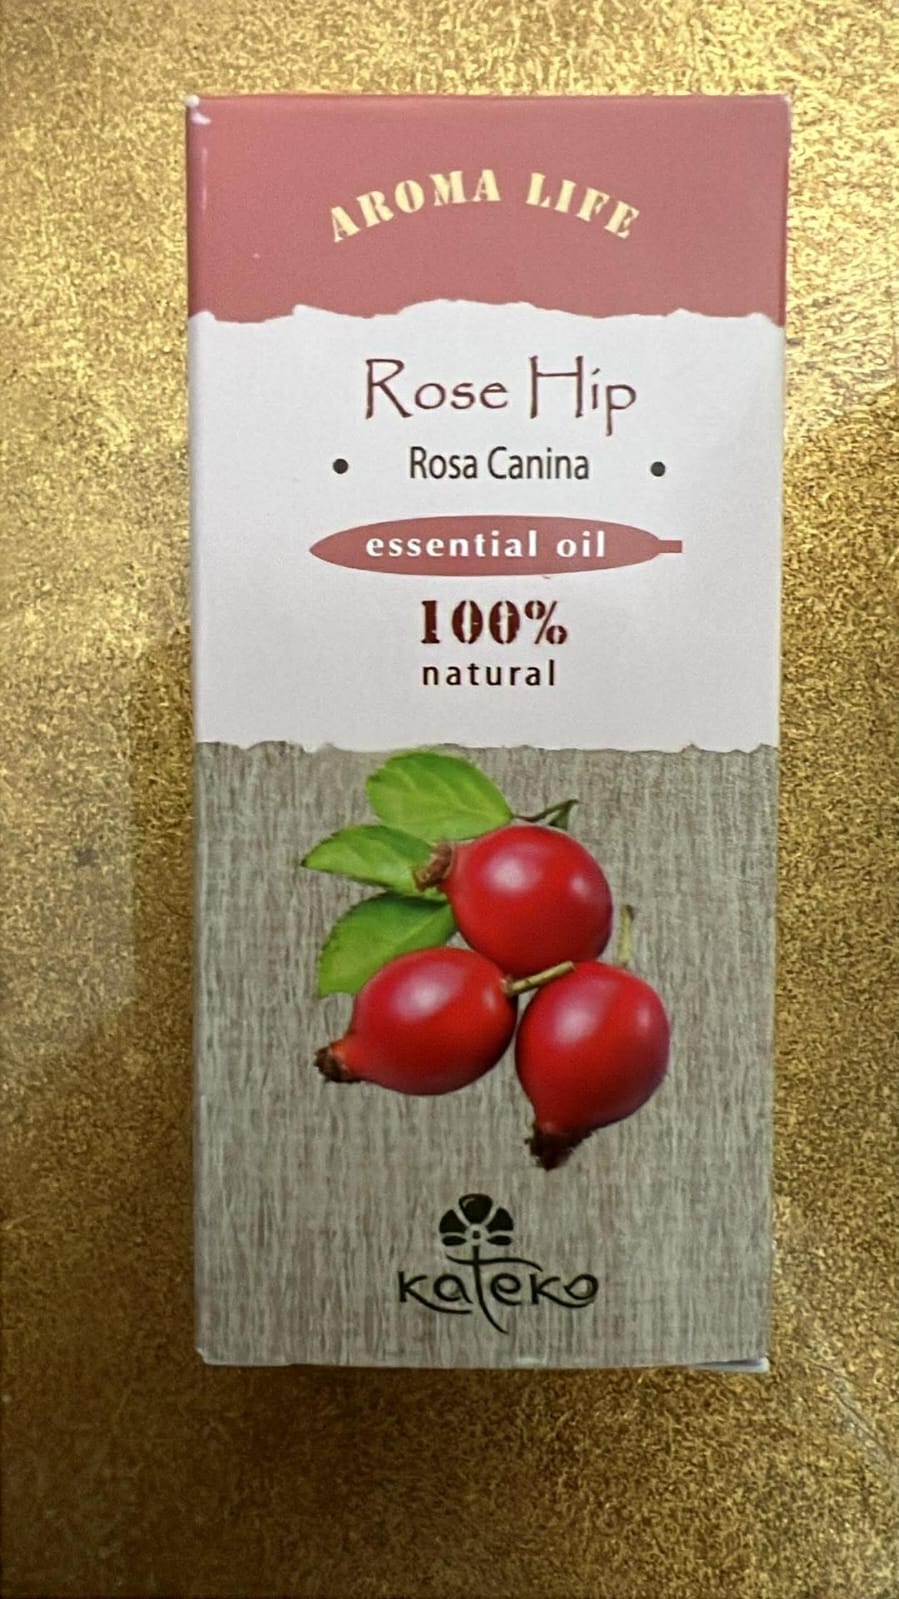 AROMA LIFE
Rose Hip
• Rosa Canina •
essential oil
100%
natural
kateko